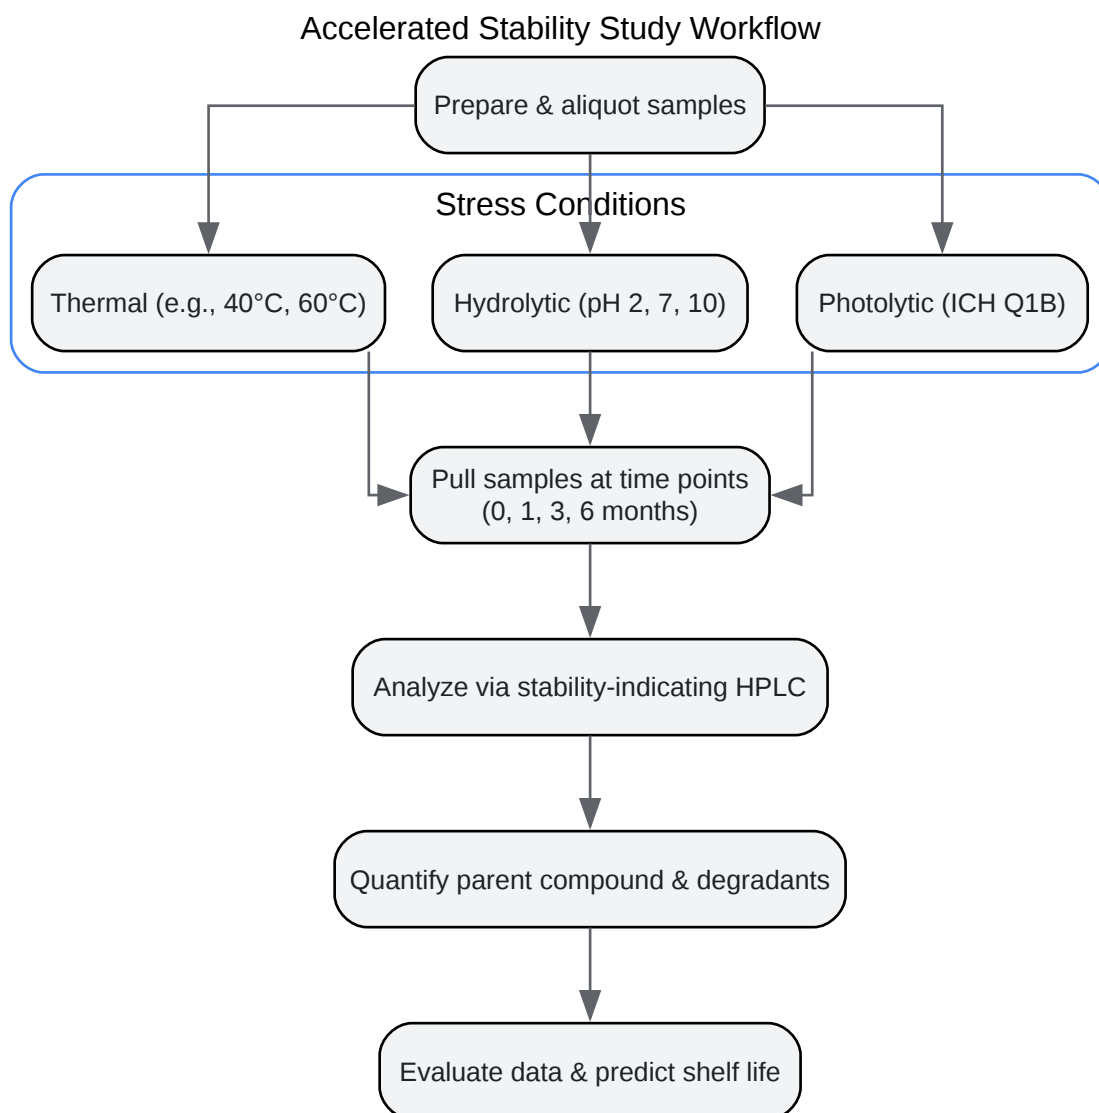 Accelerated Stability Study Workflow
Prepare & aliquot samples
Stress Conditions
Thermal (e.g., 40°C, 60°C)
Hydrolytic (pH 2, 7, 10)
Photolytic (ICH Q1B)
Pull samples at time points
(0, 1, 3, 6 months)
Analyze via stability-indicating HPLC
Quantify parent compound & degradants
Evaluate data & predict shelf life